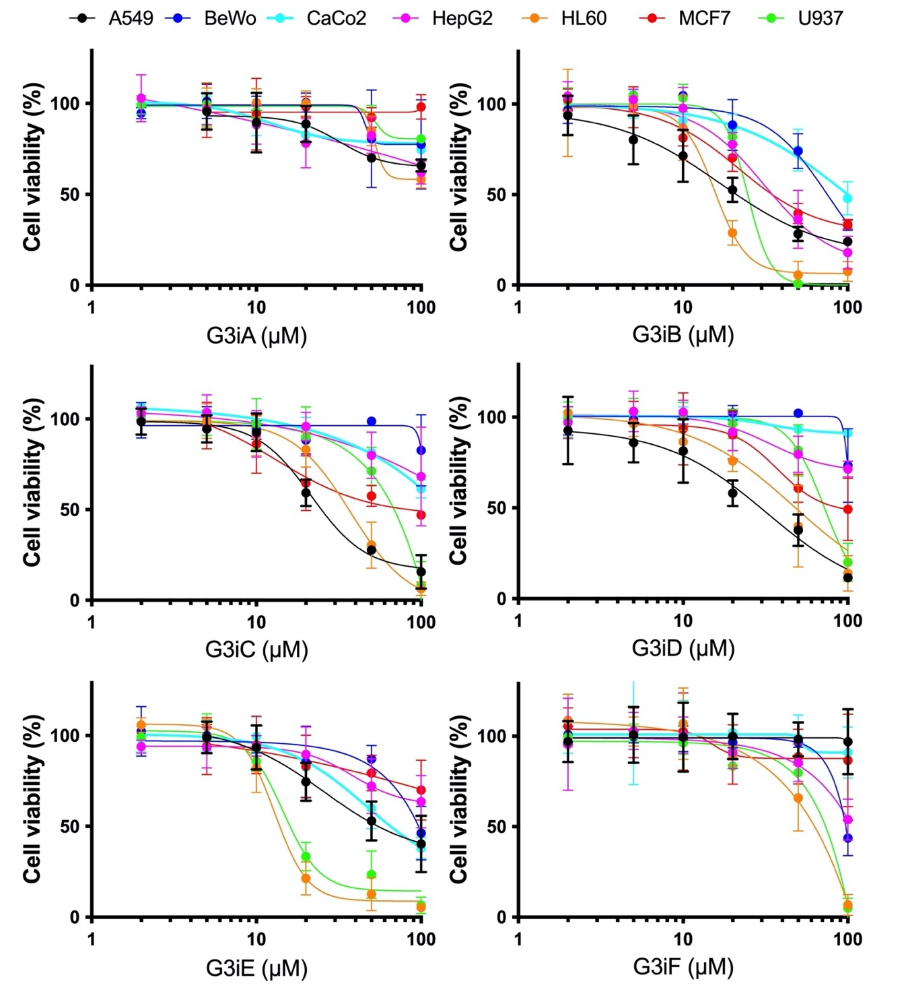 A549 BeWo CaCo2 HepG2 HL60 MCF7 U937
Cell viability (%)
100
50
0
1 10 100
G3iA (µM)
Cell viability (%)
100
50
0
1 10 100
G3iB (µM)
Cell viability (%)
100
50
0
1 10 100
G3iC (µM)
Cell viability (%)
100
50
0
1 10 100
G3iD (µM)
Cell viability (%)
100
50
0
1 10 100
G3iE (µM)
Cell viability (%)
100
50
0
1 10 100
G3iF (µM)